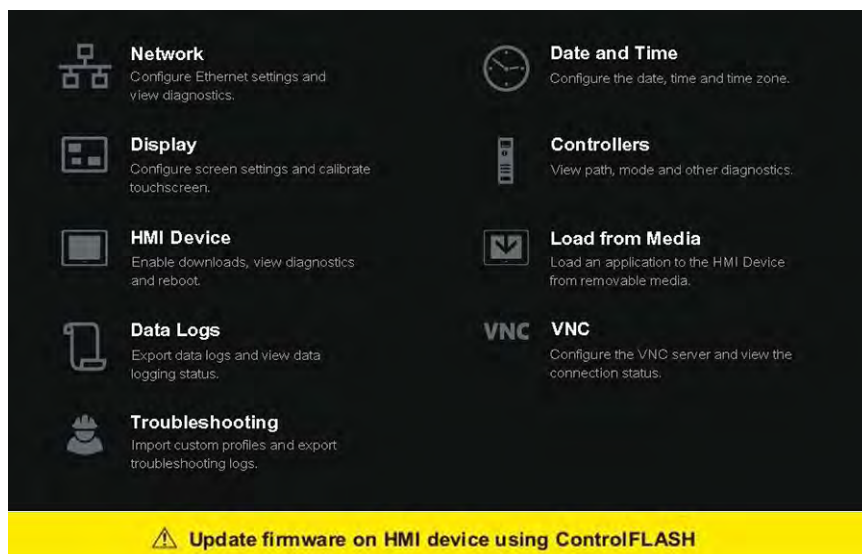 Network
Configure Ethernet settings and
view diagnostics.
Display
Configure screen settings and calibrate
touchscreen.
HMI Device
Enable downloads, view diagnostics
and reboot.
Data Logs
Export data logs and view data
logging status.
Troubleshooting
Import custom profiles and export
troubleshooting logs.
Date and Time
Configure the date, time and time zone.
Controllers
View path, mode and other diagnostics.
Load from Media
Load an application to the HMI Device
from removable media.
VNC
VNC
Configure the VNC server and view the
connection status.
Update firmware on HMI device using ControlFLASH